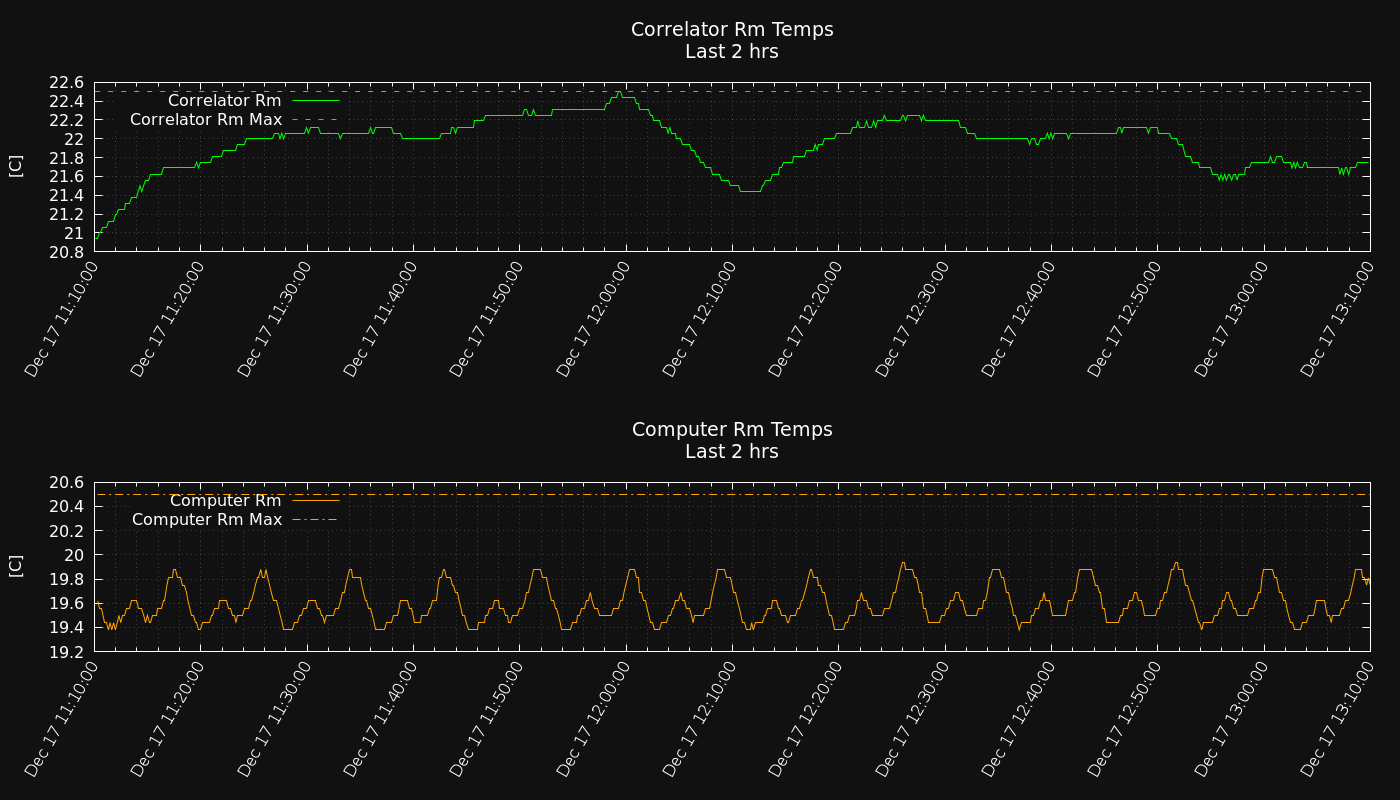 Correlator Rm Temps
Last 2 hrs
22.6
22.4
22.2
22
21.8
21.6
21.4
21.2
21
20.8
[C]
Correlator Rm
Correlator Rm Max
Dec 17 11:10:00
Dec 17 11:20:00
Dec 17 11:30:00
Dec 17 11:40:00
Dec 17 11:50:00
Dec 17 12:00:00
Dec 17 12:10:00
Dec 17 12:20:00
Dec 17 12:30:00
Dec 17 12:40:00
Dec 17 12:50:00
Dec 17 13:00:00
Dec 17 13:10:00
Computer Rm Temps
Last 2 hrs
20.6
20.4
20.2
20
19.8
19.6
19.4
19.2
[C]
Computer Rm
Computer Rm Max
Dec 17 11:10:00
Dec 17 11:20:00
Dec 17 11:30:00
Dec 17 11:40:00
Dec 17 11:50:00
Dec 17 12:00:00
Dec 17 12:10:00
Dec 17 12:20:00
Dec 17 12:30:00
Dec 17 12:40:00
Dec 17 12:50:00
Dec 17 13:00:00
Dec 17 13:10:00